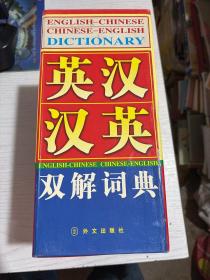 ENGLISH-CHINESE
CHINESE-ENGLISH
DICTIONARY
英汉
汉英
ENGLISH-CHINESE CHINESE-ENGLISH
双解词典
外文出版社